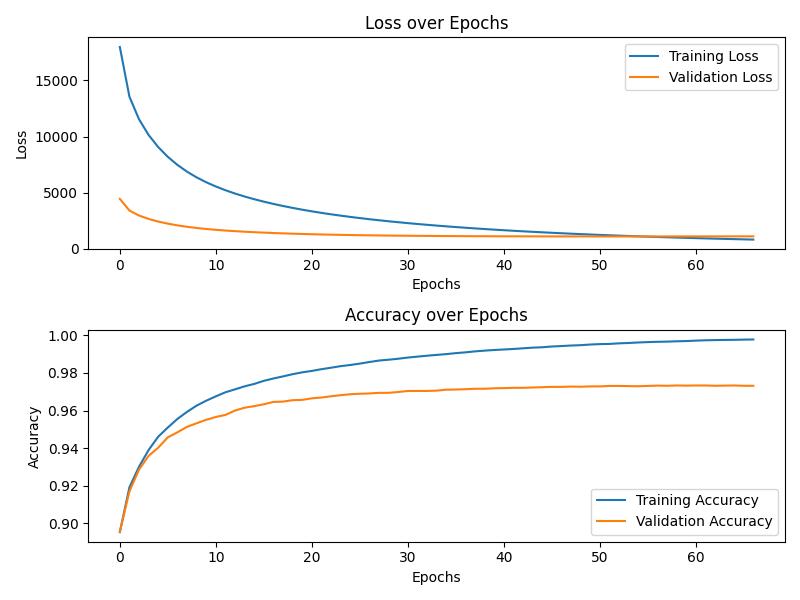 Loss over Epochs
Loss
15000
10000
5000
0
Training Loss
Validation Loss
0 10 20 30 40 50 60
Epochs
Accuracy over Epochs
Accuracy
1.00
0.98
0.96
0.94
0.92
0.90
Training Accuracy
Validation Accuracy
0 10 20 30 40 50 60
Epochs